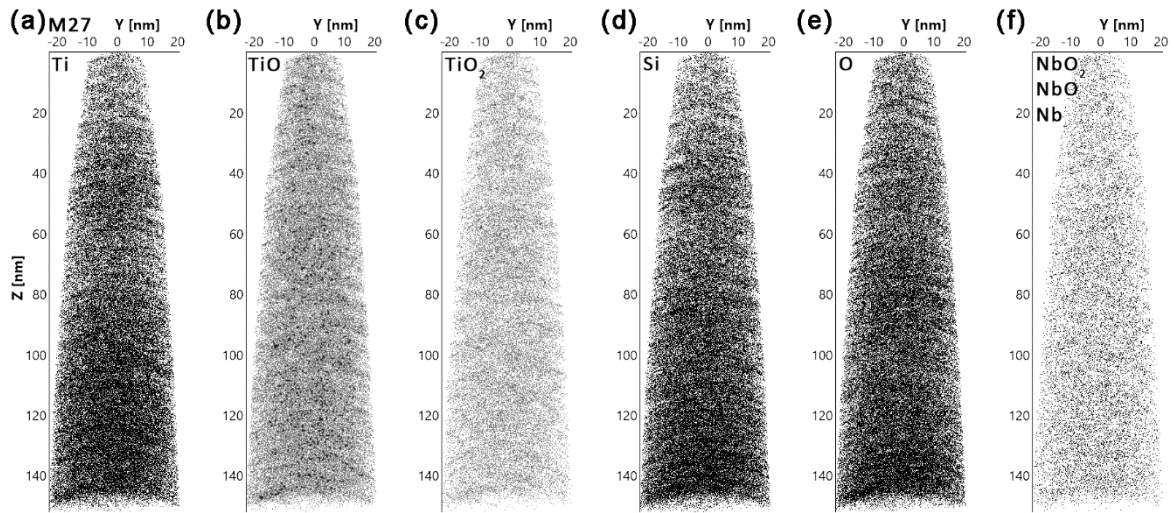 (a) M27 Y [nm] (b) Y [nm] (c) Y [nm] (d) Y [nm] (e) Y [nm] (f) Y [nm]
-20 -10 0 10 20 -20 -10 0 10 20 -20 -10 0 10 20 -20 -10 0 10 20 -20 -10 0 10 20 -20 -10 0 10 20
Ti TiO TiO2 Si O NbO2
NbO
20 20 20 20 20 20 Nb
40 40 40 40 40 40
60 60 60 60 60 60
Z [nm]
80 80 80 80 80 80
100 100 100 100 100 100
120 120 120 120 120 120
140 140 140 140 140 140